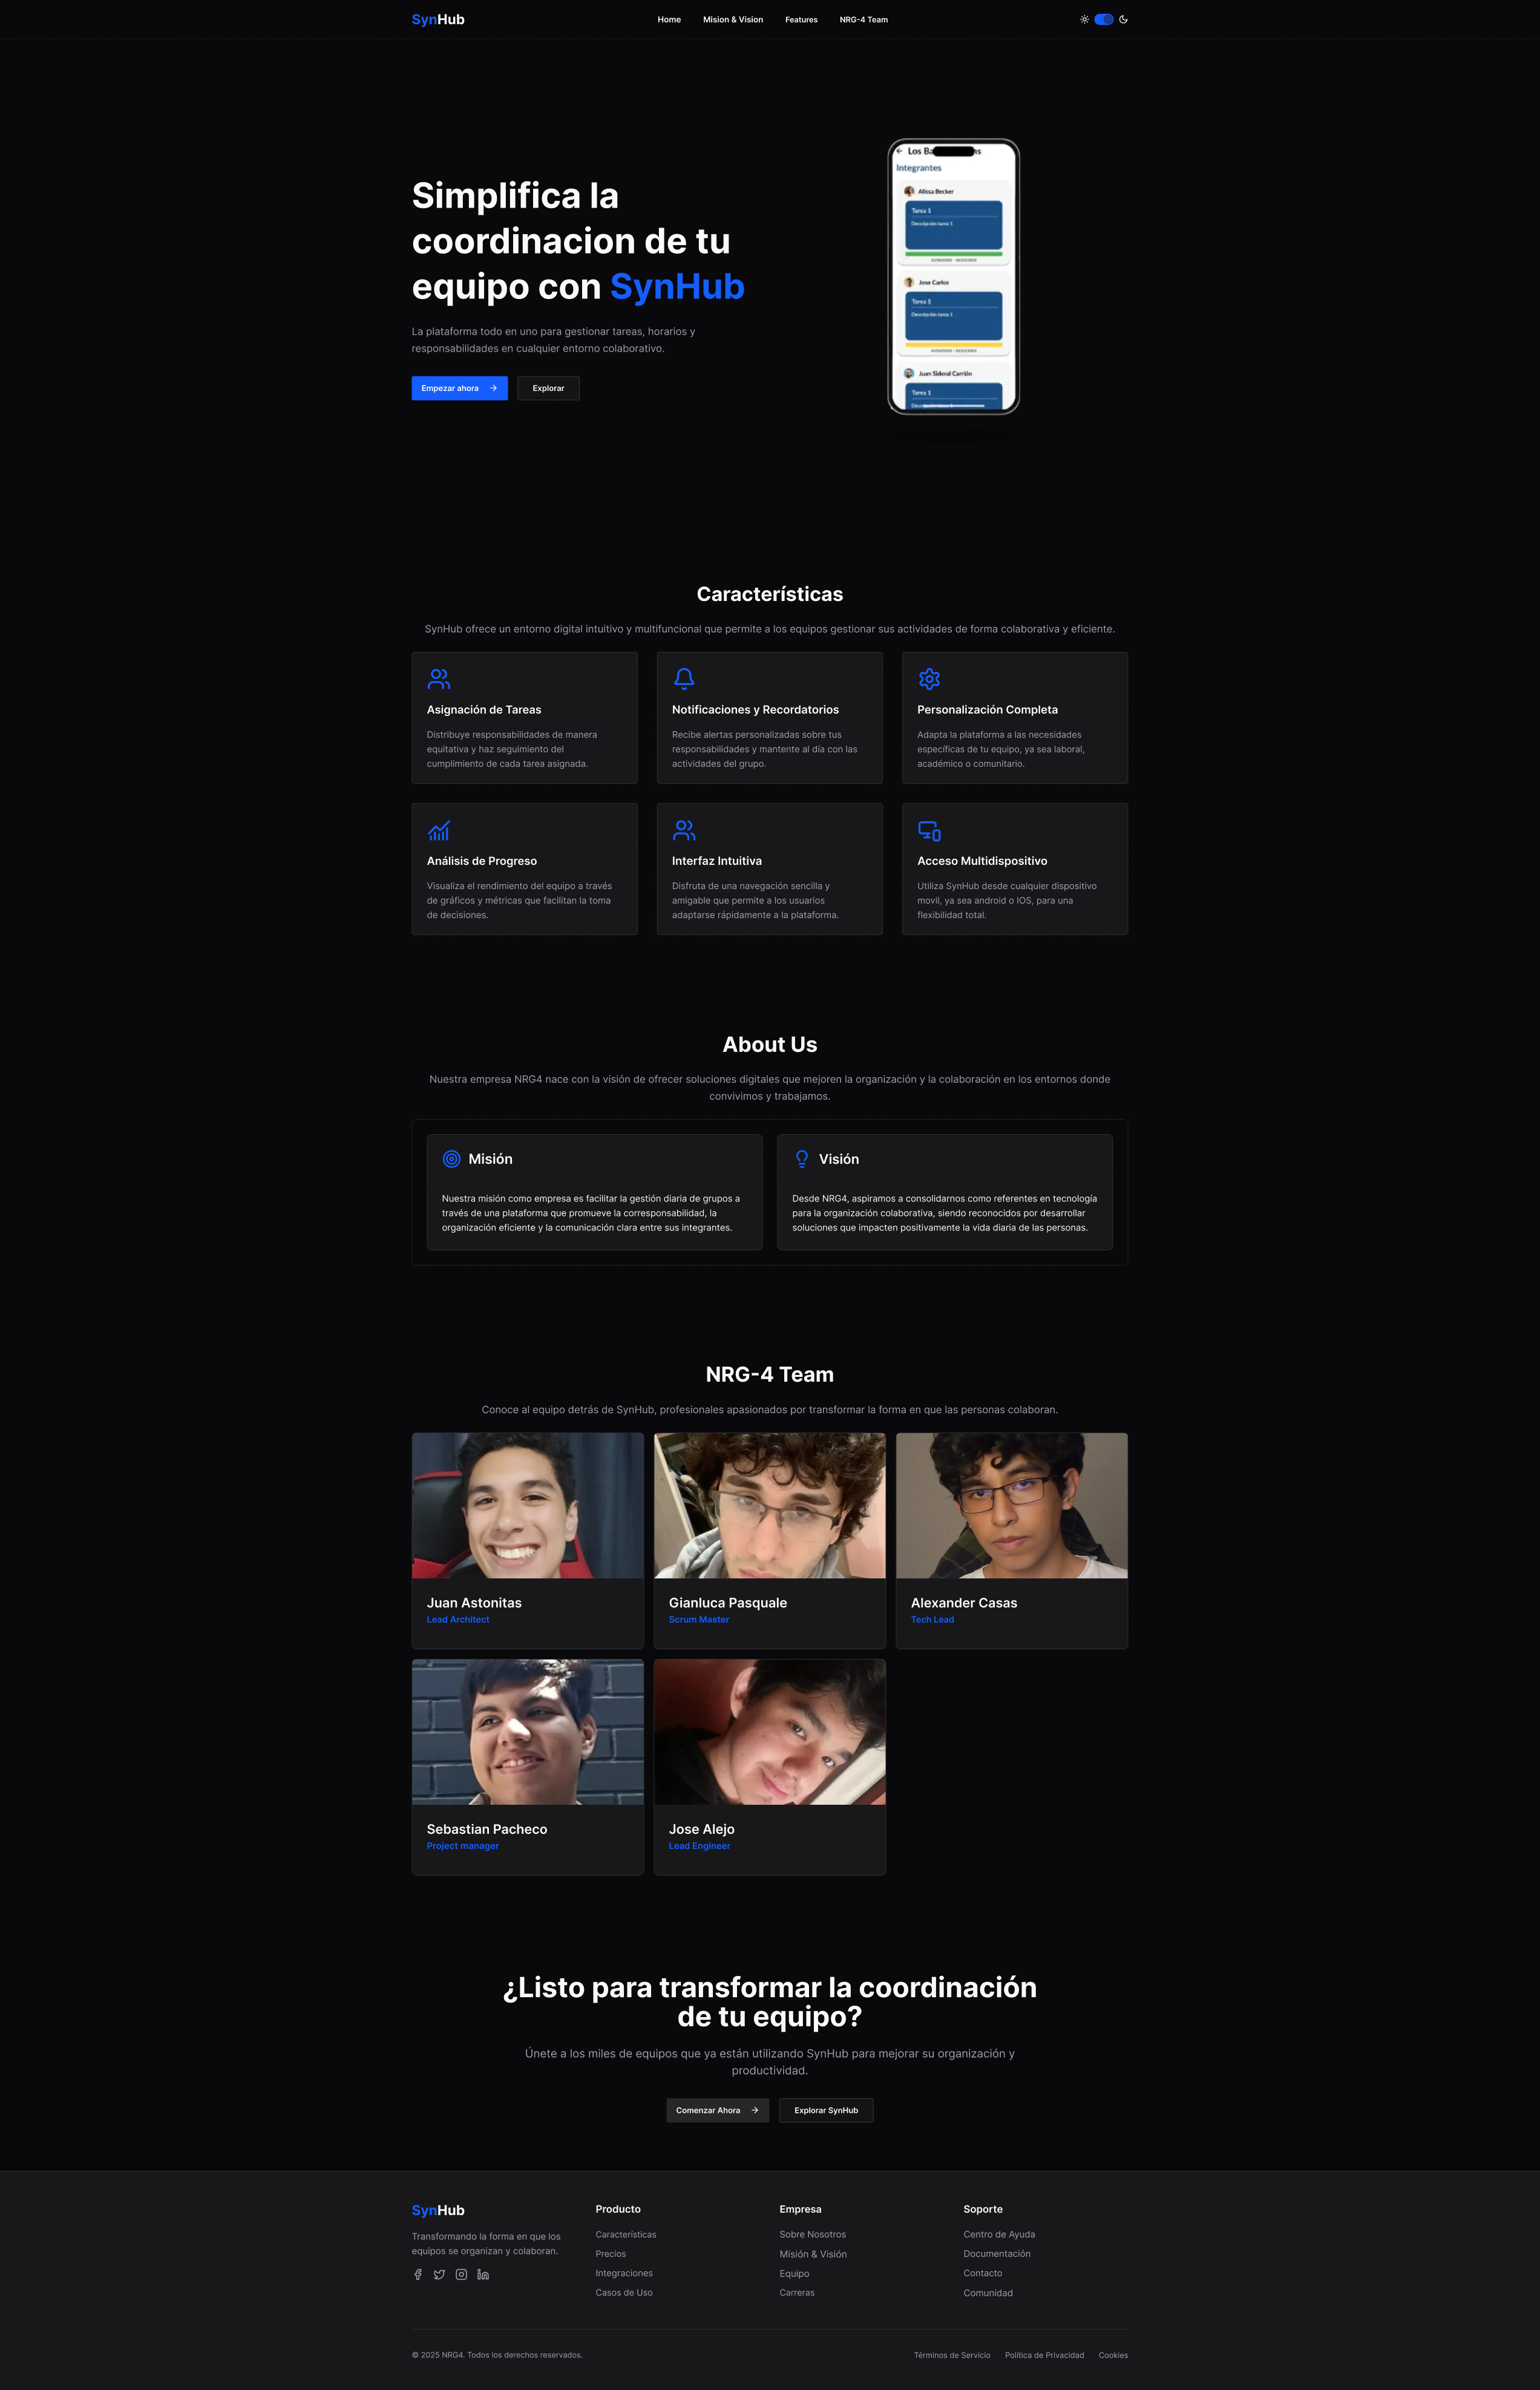 SynHub
Home
Mision & Vision
Features
NRG-4 Team
Simplifica la
coordinacion de tu
equipo con SynHub
La plataforma todo en uno para gestionar tareas, horarios y
responsabilidades en cualquier entorno colaborativo.
Empezar ahora
Explorar
Los Ba
Integrantes
Alissa Becker
Tarea 1
Descripción tarea 1
Jose Carlos
Tarea 1
Descripción tarea 1
Juan Sideral Carrión
Tarea 1
Características
SynHub ofrece un entorno digital intuitivo y multifuncional que permite a los equipos gestionar sus actividades de forma colaborativa y eficiente.
Asignación de Tareas
Distribuye responsabilidades de manera
equitativa y haz seguimiento del
cumplimiento de cada tarea asignada.
Notificaciones y Recordatorios
Recibe alertas personalizadas sobre tus
responsabilidades y mantente al día con las
actividades del grupo.
Personalización Completa
Adapta la plataforma a las necesidades
específicas de tu equipo, ya sea laboral,
académico o comunitario.
Análisis de Progreso
Visualiza el rendimiento del equipo a través
de gráficos y métricas que facilitan la toma
de decisiones.
Interfaz Intuitiva
Disfruta de una navegación sencilla y
amigable que permite a los usuarios
adaptarse rápidamente a la plataforma.
Acceso Multidispositivo
Utiliza SynHub desde cualquier dispositivo
movil, ya sea android o IOS, para una
flexibilidad total.
About Us
Nuestra empresa NRG4 nace con la visión de ofrecer soluciones digitales que mejoren la organización y la colaboración en los entornos donde
convivimos y trabajamos.
Misión
Nuestra misión como empresa es facilitar la gestión diaria de grupos a
través de una plataforma que promueve la corresponsabilidad, la
organización eficiente y la comunicación clara entre sus integrantes.
Visión
Desde NRG4, aspiramos a consolidarnos como referentes en tecnología
para la organización colaborativa, siendo reconocidos por desarrollar
soluciones que impacten positivamente la vida diaria de las personas.
NRG-4 Team
Conoce al equipo detrás de SynHub, profesionales apasionados por transformar la forma en que las personas colaboran.
Juan Astonitas
Lead Architect
Gianluca Pasquale
Scrum Master
Alexander Casas
Tech Lead
Sebastian Pacheco
Project manager
Jose Alejo
Lead Engineer
¿Listo para transformar la coordinación
de tu equipo?
Únete a los miles de equipos que ya están utilizando SynHub para mejorar su organización y
productividad.
Comenzar Ahora
Explorar SynHub
SynHub
Transformando la forma en que los
equipos se organizan y colaboran.
Producto
Características
Precios
Integraciones
Casos de Uso
Empresa
Sobre Nosotros
Misión & Visión
Equipo
Carreras
Soporte
Centro de Ayuda
Documentación
Contacto
Comunidad
© 2025 NRG4. Todos los derechos reservados.
Términos de Servicio
Política de Privacidad
Cookies